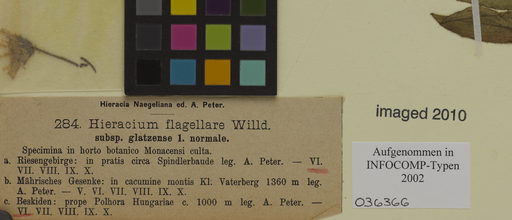 Hieracia Naegeliana ed. A. Peter.
284. Hieracium flagellare Willd.
subsp. glatzense 1. normale.
Specimina in horto botanico Monacensi culta.
a. Riesengebirge: in pratis circa Spindlerbaude leg. A. Peter. — VI.
VII. VIII. IX. X.
b. Mährisches Gesenke: in cacumine montis Kl. Vaterberg 1360 m leg.
A. Peter. — V. VI. VII. VIII. IX. X.
c. Beskiden: prope Polhora Hungariae c. 1000 m leg. A. Peter. —
VI. VII. VIII. IX. X.
imaged 2010
Aufgenommen in
INFOCOMP-Typen
2002
036366